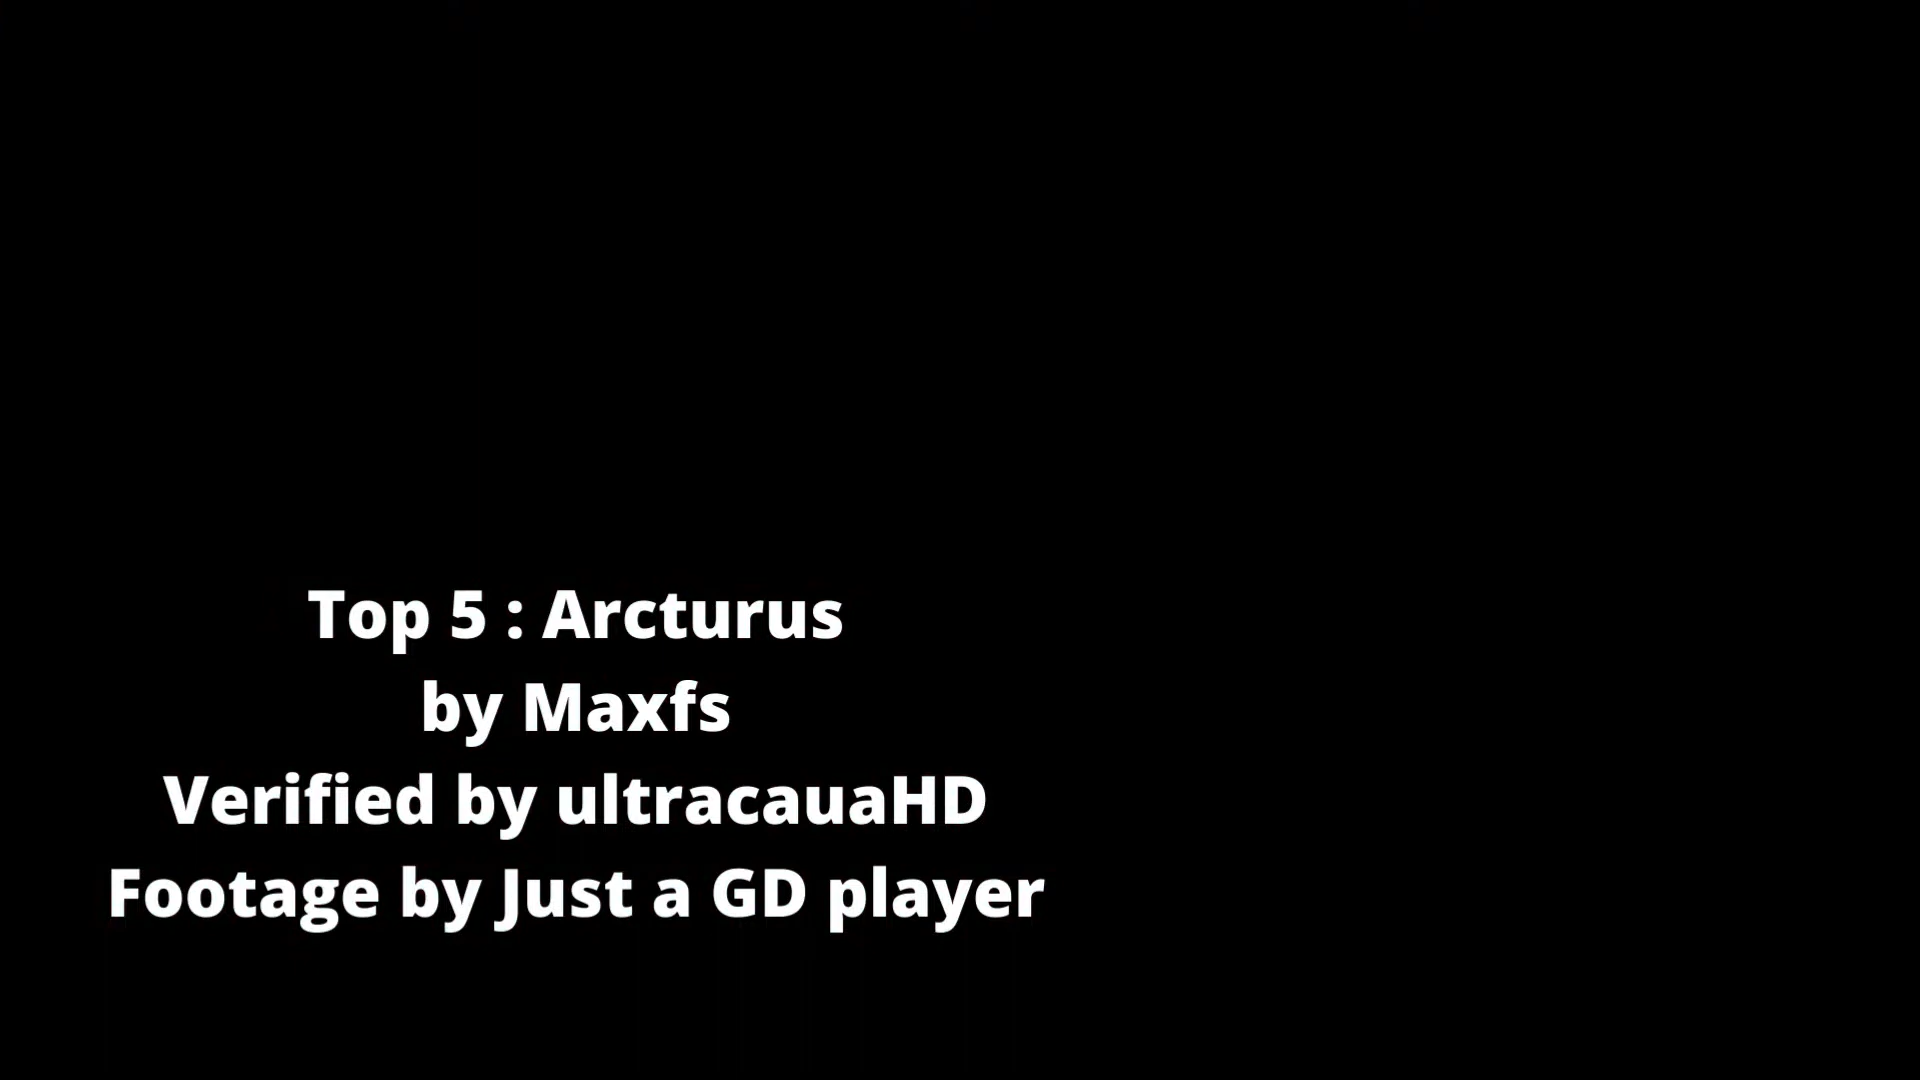 Top 5 : Arcturus
by Maxfs
Verified by ultracauaHD
Footage by Just a GD player